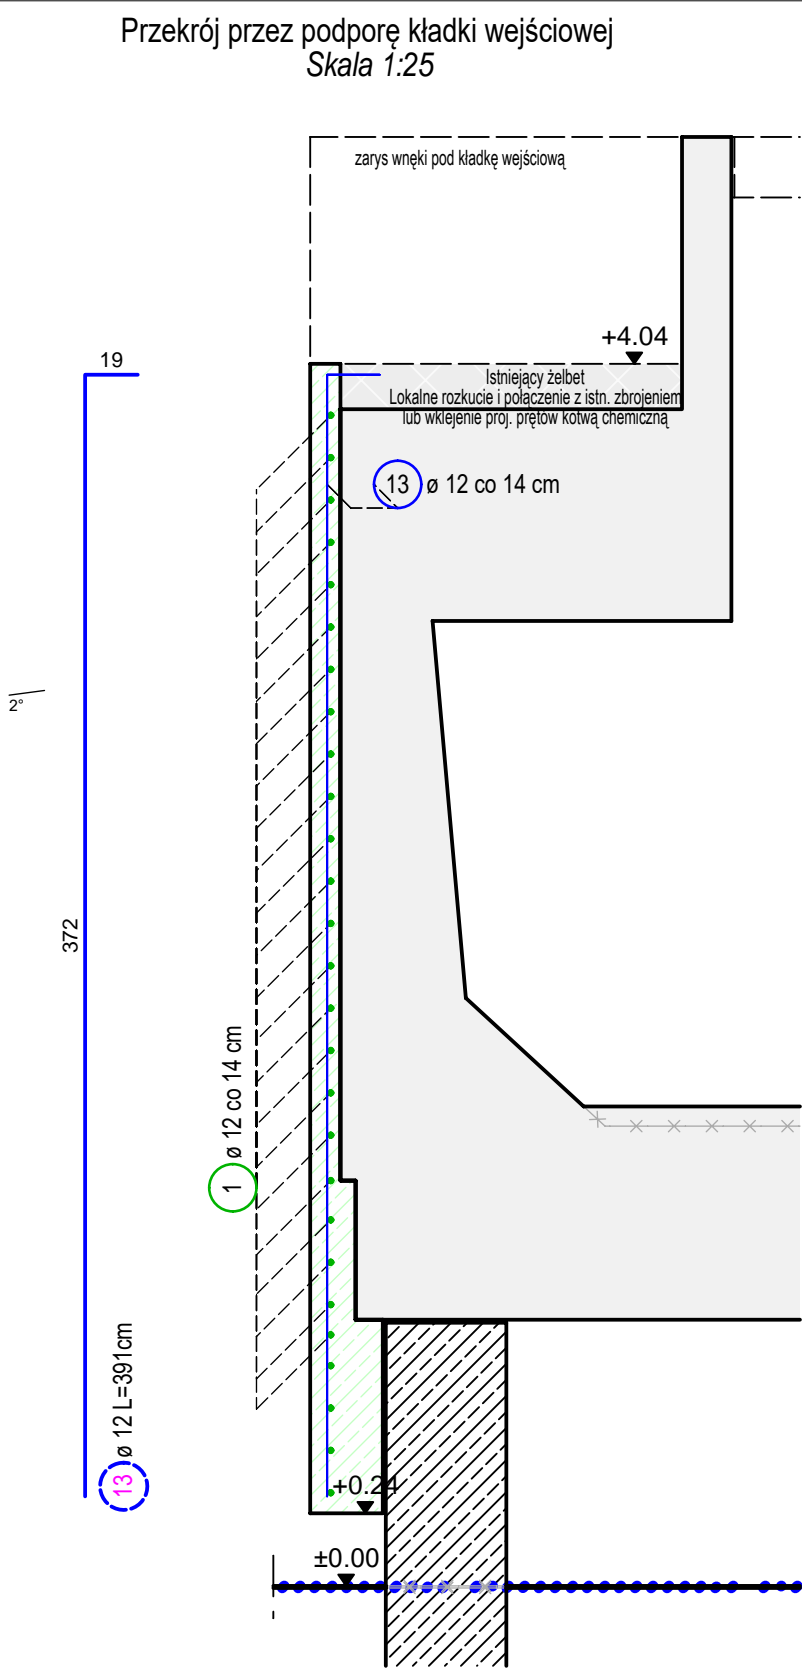 Przekrój przez podporę kładki wejściowej
Skala 1:25
zarys wnęki pod kładkę wejściową
+4.04
19
Istniejący żelbet
Lokalne rozkucie i połączenie z istn. zbrojeniem
lub wklejenie proj. prętów kotwą chemiczną
13 ø 12 co 14 cm
2°
372
1 ø 12 co 14 cm
13 ø 12 L=391cm
+0.24
±0.00